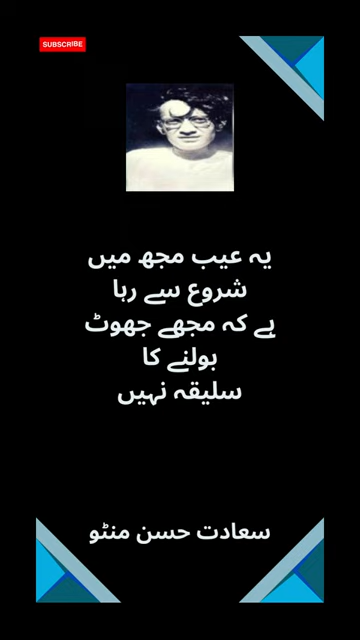 SUBSCRIBE
یہ عیب مجھ میں
شروع سے رہا
ہے کہ مجھے جھوٹ
بولنے کا
سلیقہ نہیں
سعادت حسن منٹو